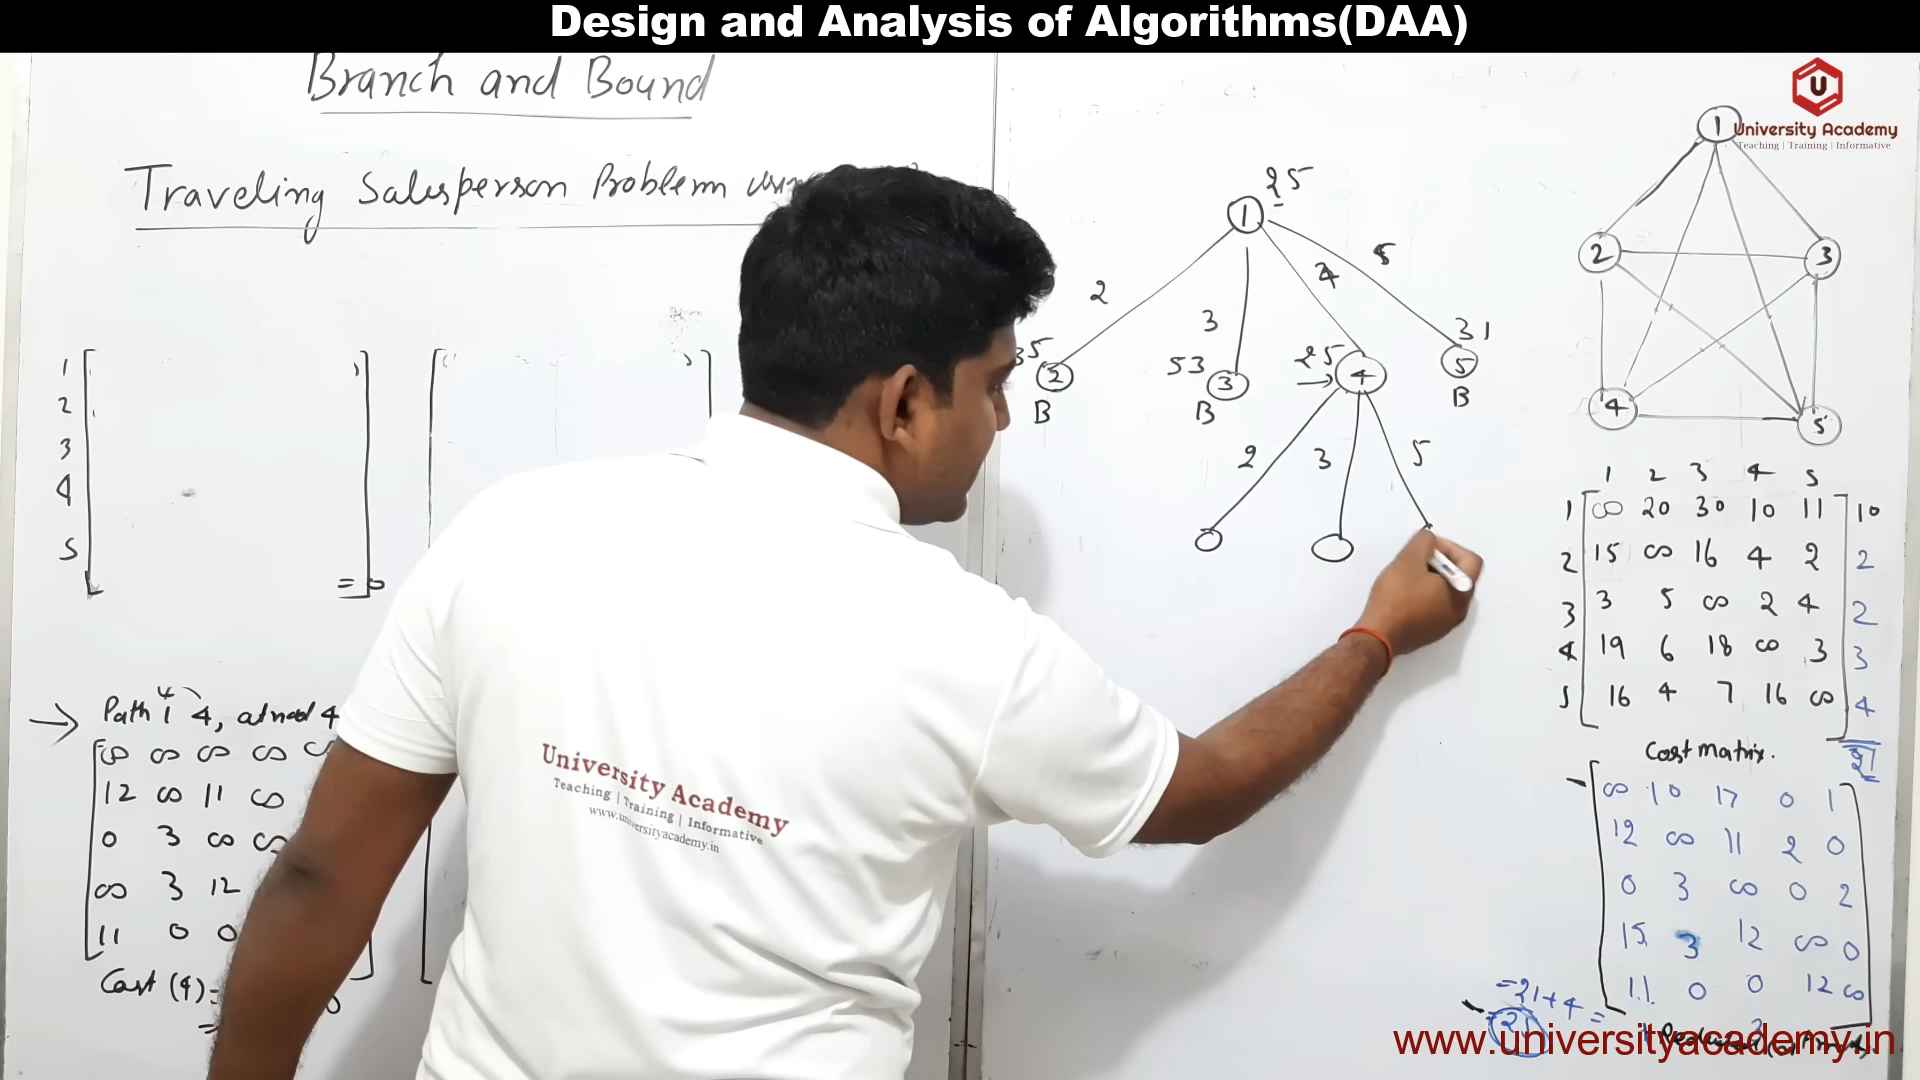 Design and Analysis of Algorithms(DAA)
Branch and Bound
Traveling Salesperson Problem
University Academy
Teaching | Training | Informative
1
2
3
4
5
= 0
25
1
2
3
4
5
35
2
B
53
3
B
25
4
31
5
B
2
3
5
1
2
3
4
5
1 2 3 4 5
1 ∞ 20 30 10 11 10
2 15 ∞ 16 4 2 2
3 3 5 ∞ 2 4 2
4 19 6 18 ∞ 3 3
5 16 4 7 16 ∞ 4
21
Cost matrix.
∞ 10 17 0 1
12 ∞ 11 2 0
0 3 ∞ 0 2
15 3 12 ∞ 0
11 0 0 12 ∞
= 21 + 4 =
Path 1 4, at nod 4
∞ ∞ ∞ ∞
12 ∞ 11 ∞
0 3 ∞ ∞
∞ 3 12
11 0 0
Cost (4) =
University Academy
Teaching | Training | Informative
www.universityacademy.in
www.universityacademy.in